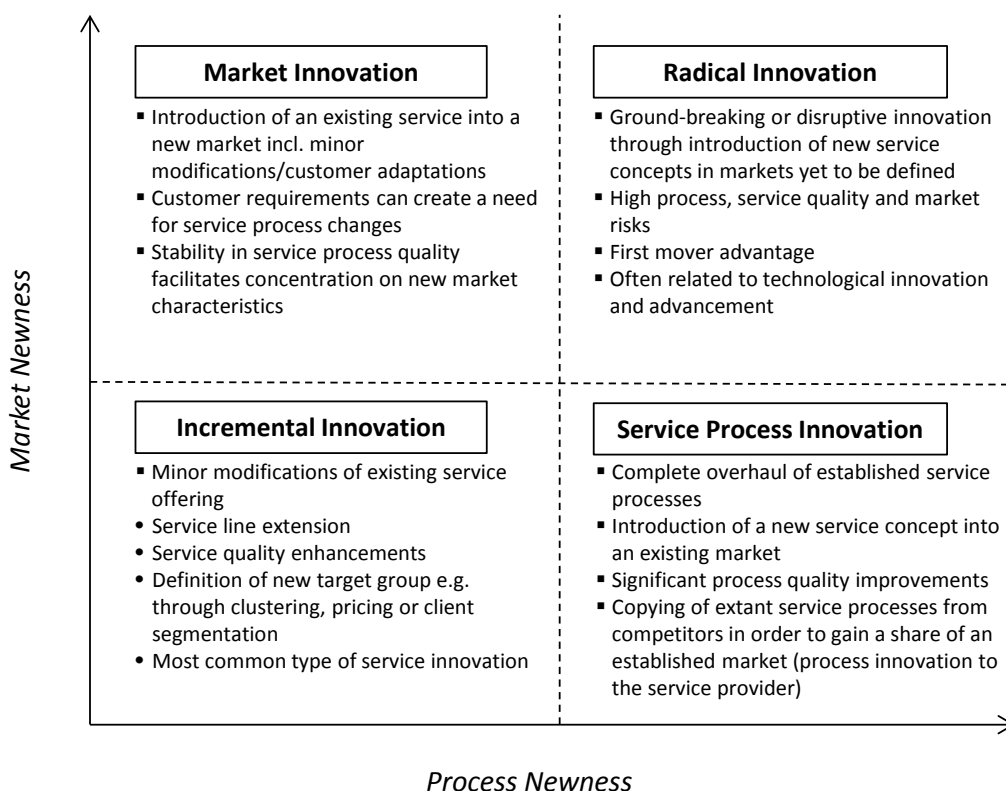 Market Newness
Market Innovation
▪ Introduction of an existing service into a
new market incl. minor
modifications/customer adaptations
▪ Customer requirements can create a need
for service process changes
▪ Stability in service process quality
facilitates concentration on new market
characteristics
Radical Innovation
▪ Ground-breaking or disruptive innovation
through introduction of new service
concepts in markets yet to be defined
▪ High process, service quality and market
risks
▪ First mover advantage
▪ Often related to technological innovation
and advancement
Incremental Innovation
▪ Minor modifications of existing service
offering
• Service line extension
• Service quality enhancements
• Definition of new target group e.g.
through clustering, pricing or client
segmentation
• Most common type of service innovation
Service Process Innovation
▪ Complete overhaul of established service
processes
▪ Introduction of a new service concept into
an existing market
▪ Significant process quality improvements
▪ Copying of extant service processes from
competitors in order to gain a share of an
established market (process innovation to
the service provider)
Process Newness